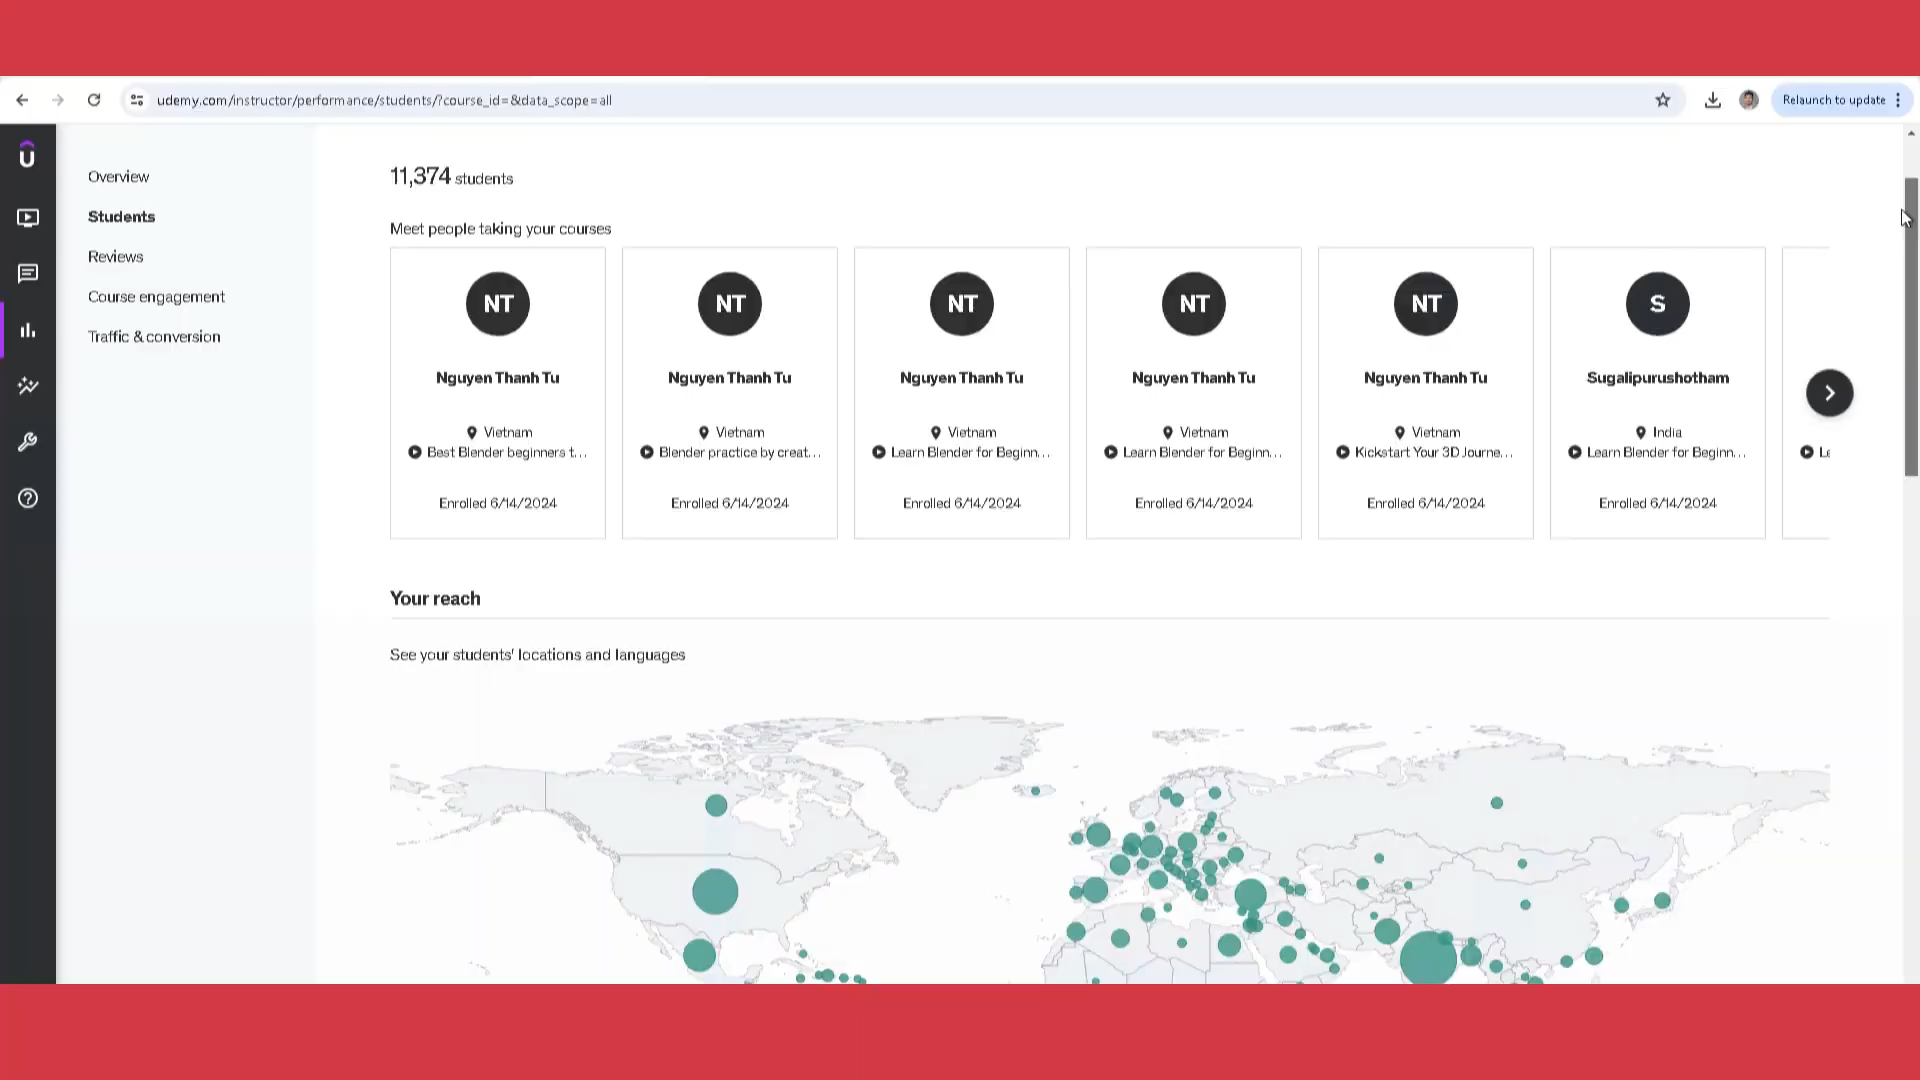 udemy.com/instructor/performance/students/?course_id=&data_scope=all
Relaunch to update
Overview
Students
Reviews
Course engagement
Traffic & conversion
11,374 students
Meet people taking your courses
NT NT NT NT NT S
Nguyen Thanh Tu Nguyen Thanh Tu Nguyen Thanh Tu Nguyen Thanh Tu Nguyen Thanh Tu Sugalipurushotham
Vietnam Vietnam Vietnam Vietnam Vietnam India
Best Blender beginners t... Blender practice by creat... Learn Blender for Beginn... Learn Blender for Beginn... Kickstart Your 3D Journe... Learn Blender for Beginn... Le
Enrolled 6/14/2024 Enrolled 6/14/2024 Enrolled 6/14/2024 Enrolled 6/14/2024 Enrolled 6/14/2024 Enrolled 6/14/2024
Your reach
See your students' locations and languages